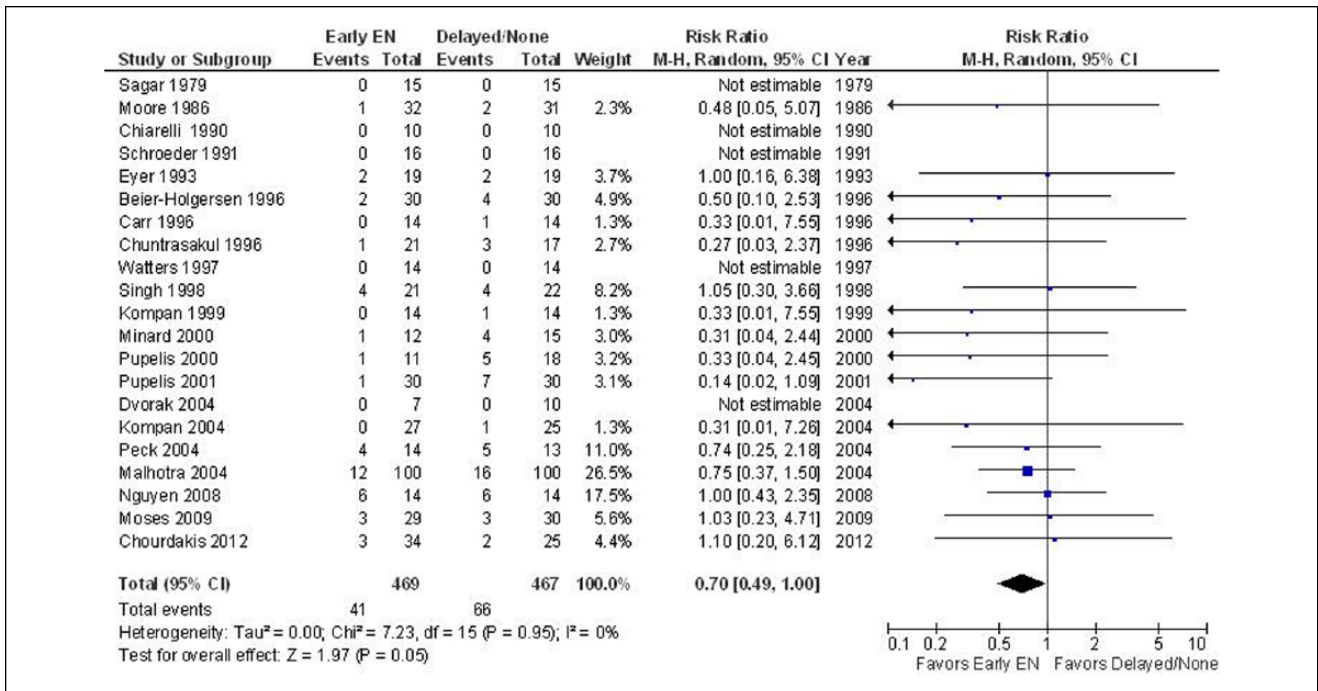 Early EN Delayed/None Risk Ratio Risk Ratio
Study or Subgroup Events Total Events Total Weight M-H, Random, 95% CI Year M-H, Random, 95% CI
Sagar 1979 0 15 0 15 Not estimable 1979
Moore 1986 1 32 2 31 2.3% 0.48 [0.05, 5.07] 1986
Chiarelli 1990 0 10 0 10 Not estimable 1990
Schroeder 1991 0 16 0 16 Not estimable 1991
Eyer 1993 2 19 2 19 3.7% 1.00 [0.16, 6.38] 1993
Beier-Holgersen 1996 2 30 4 30 4.9% 0.50 [0.10, 2.53] 1996
Carr 1996 0 14 1 14 1.3% 0.33 [0.01, 7.55] 1996
Chuntrasakul 1996 1 21 3 17 2.7% 0.27 [0.03, 2.37] 1996
Watters 1997 0 14 0 14 Not estimable 1997
Singh 1998 4 21 4 22 8.2% 1.05 [0.30, 3.66] 1998
Kompan 1999 0 14 1 14 1.3% 0.33 [0.01, 7.55] 1999
Minard 2000 1 12 4 15 3.0% 0.31 [0.04, 2.44] 2000
Pupelis 2000 1 11 5 18 3.2% 0.33 [0.04, 2.45] 2000
Pupelis 2001 1 30 7 30 3.1% 0.14 [0.02, 1.09] 2001
Dvorak 2004 0 7 0 10 Not estimable 2004
Kompan 2004 0 27 1 25 1.3% 0.31 [0.01, 7.26] 2004
Peck 2004 4 14 5 13 11.0% 0.74 [0.25, 2.18] 2004
Malhotra 2004 12 100 16 100 26.5% 0.75 [0.37, 1.50] 2004
Nguyen 2008 6 14 6 14 17.5% 1.00 [0.43, 2.35] 2008
Moses 2009 3 29 3 30 5.6% 1.03 [0.23, 4.71] 2009
Chourdakis 2012 3 34 2 25 4.4% 1.10 [0.20, 6.12] 2012
Total (95% CI) 469 467 100.0% 0.70 [0.49, 1.00]
Total events 41 66
Heterogeneity: Tau² = 0.00; Chi² = 7.23, df = 15 (P = 0.95); I² = 0%
Test for overall effect: Z = 1.97 (P = 0.05)
0.1 0.2 0.5 1 2 5 10
Favors Early EN Favors Delayed/None